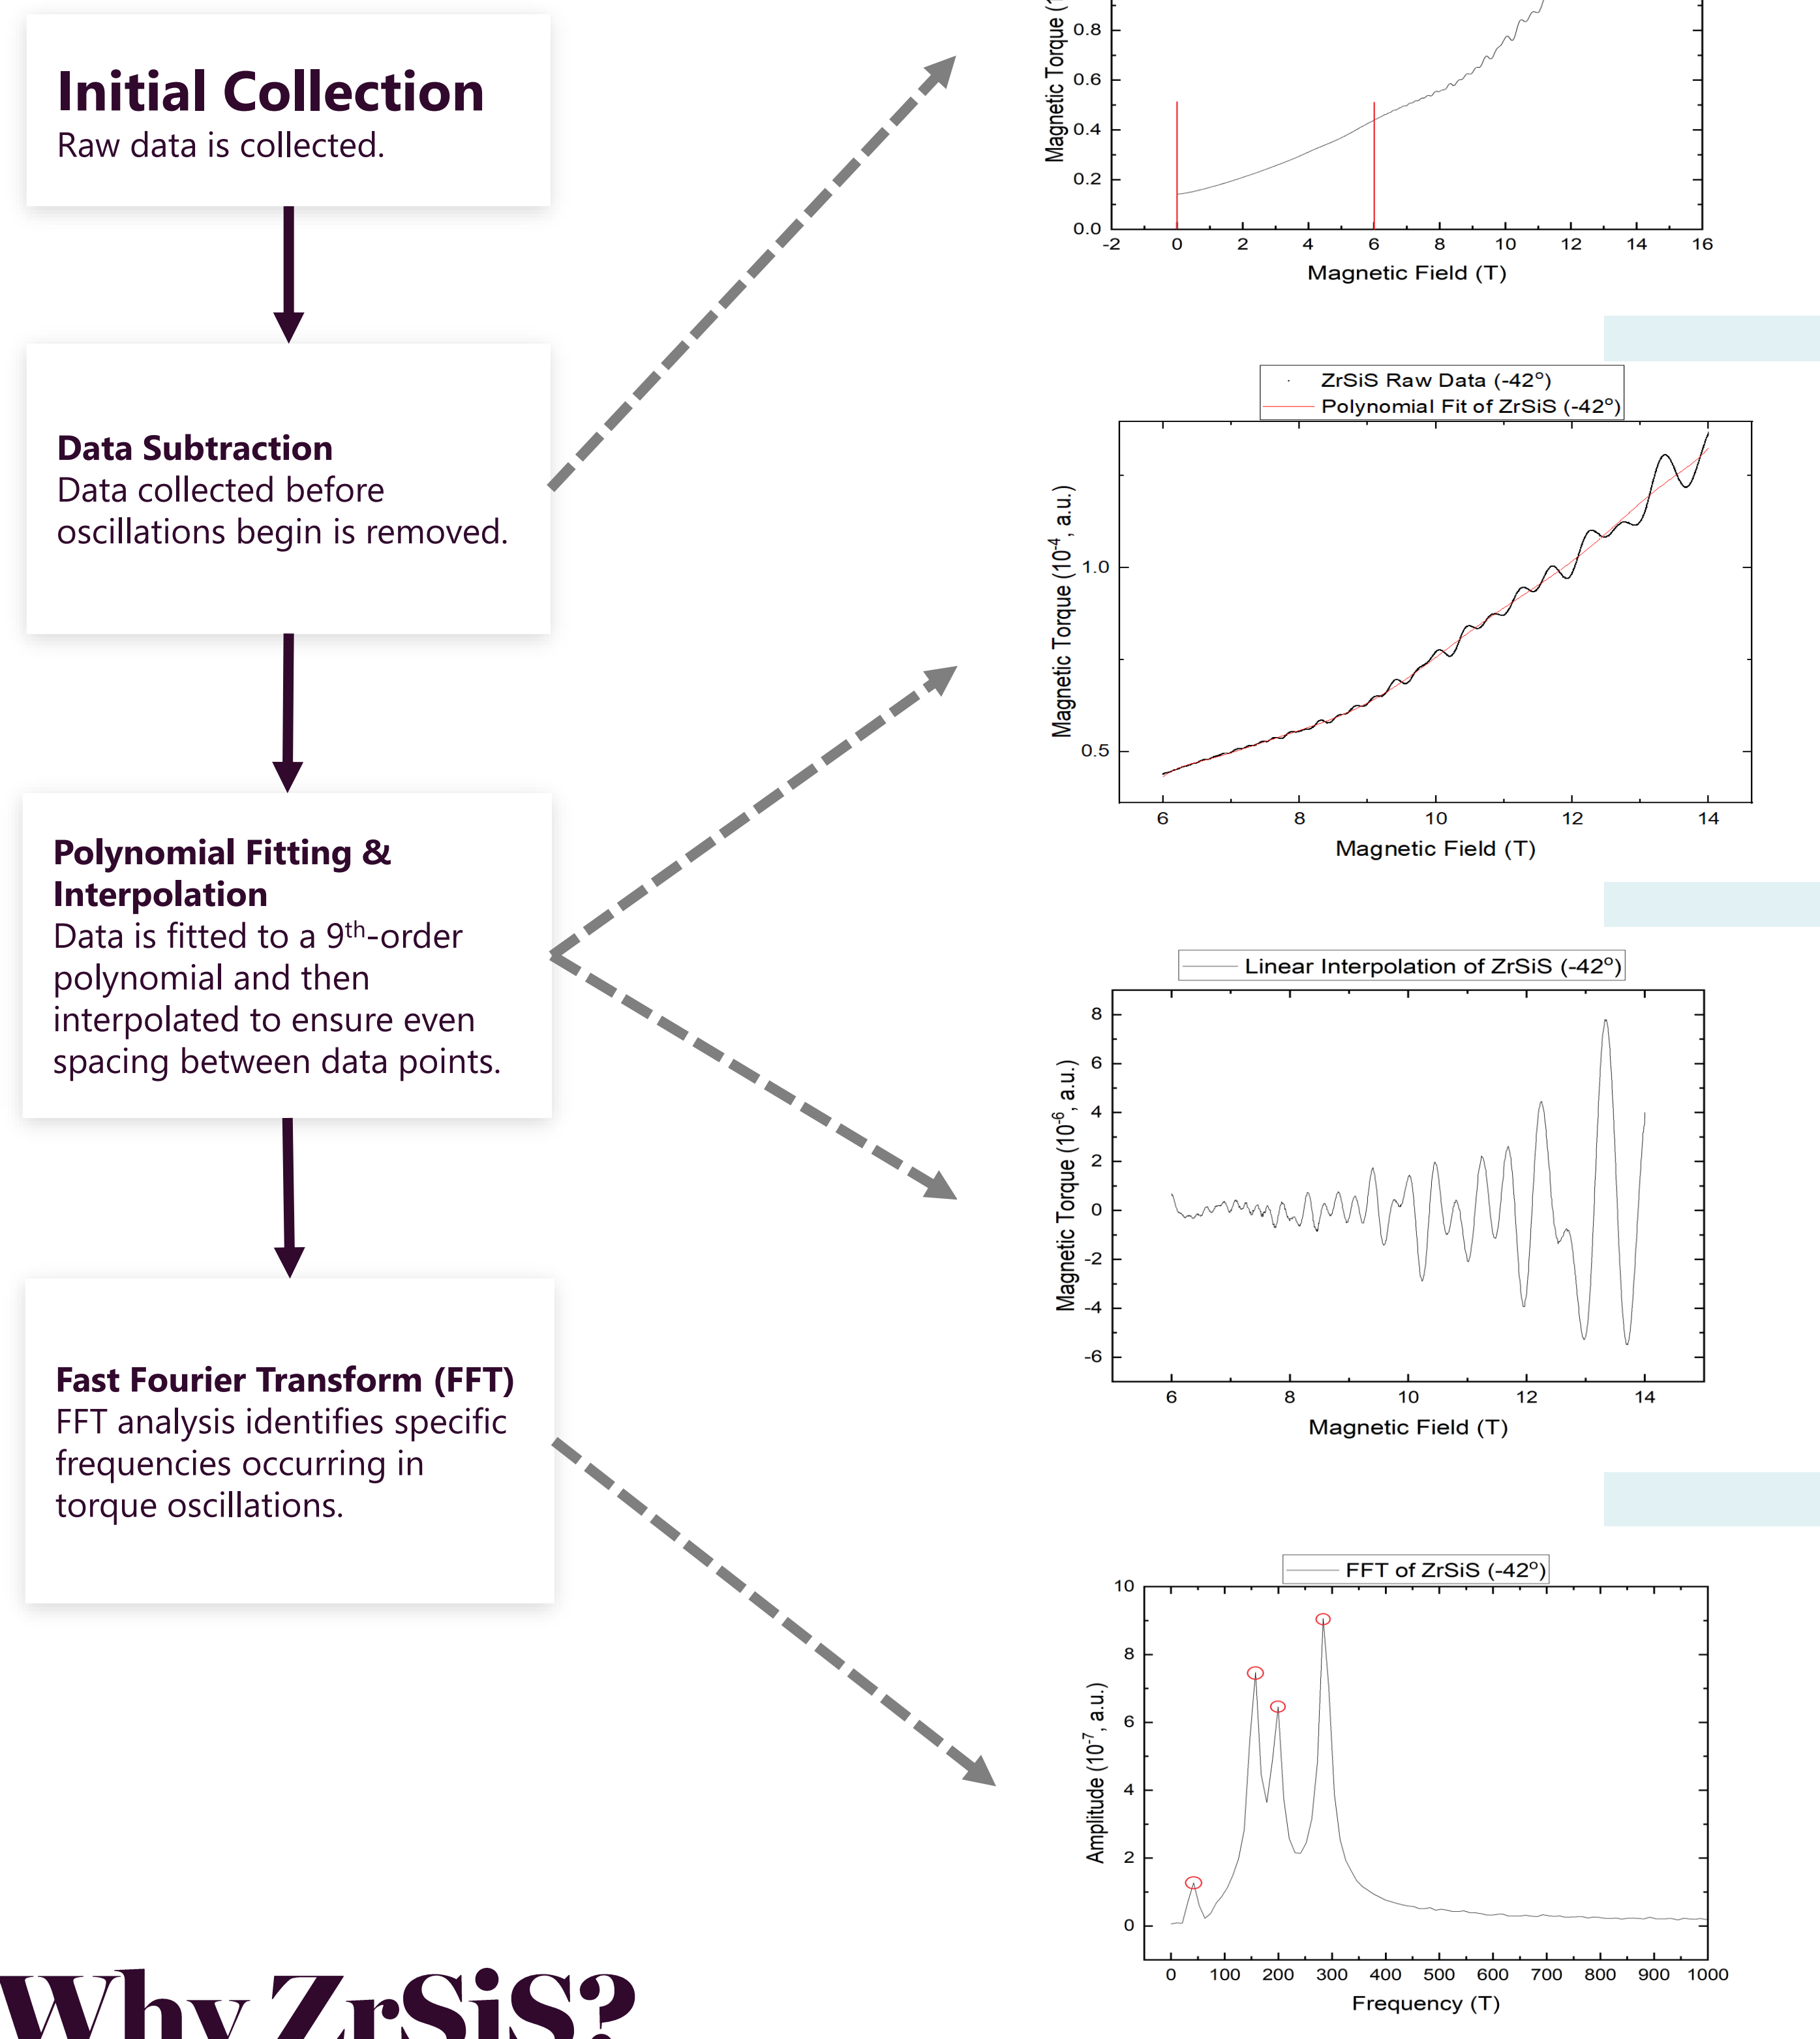 Initial Collection
Raw data is collected.
Data Subtraction
Data collected before
oscillations begin is removed.
Polynomial Fitting &
Interpolation
Data is fitted to a 9th-order
polynomial and then
interpolated to ensure even
spacing between data points.
Fast Fourier Transform (FFT)
FFT analysis identifies specific
frequencies occurring in
torque oscillations.
Why ZrSiS?
Magnetic Torque
0.8
0.6
0.4
0.2
0.0
-2 0 2 4 6 8 10 12 14 16
Magnetic Field (T)
ZrSiS Raw Data (-42°)
Polynomial Fit of ZrSiS (-42°)
Magnetic Torque (10-4, a.u.)
1.0
0.5
6 8 10 12 14
Magnetic Field (T)
Linear Interpolation of ZrSiS (-42°)
Magnetic Torque (10-6, a.u.)
8
6
4
2
0
-2
-4
-6
6 8 10 12 14
Magnetic Field (T)
FFT of ZrSiS (-42°)
Amplitude (10-7, a.u.)
10
8
6
4
2
0
0 100 200 300 400 500 600 700 800 900 1000
Frequency (T)